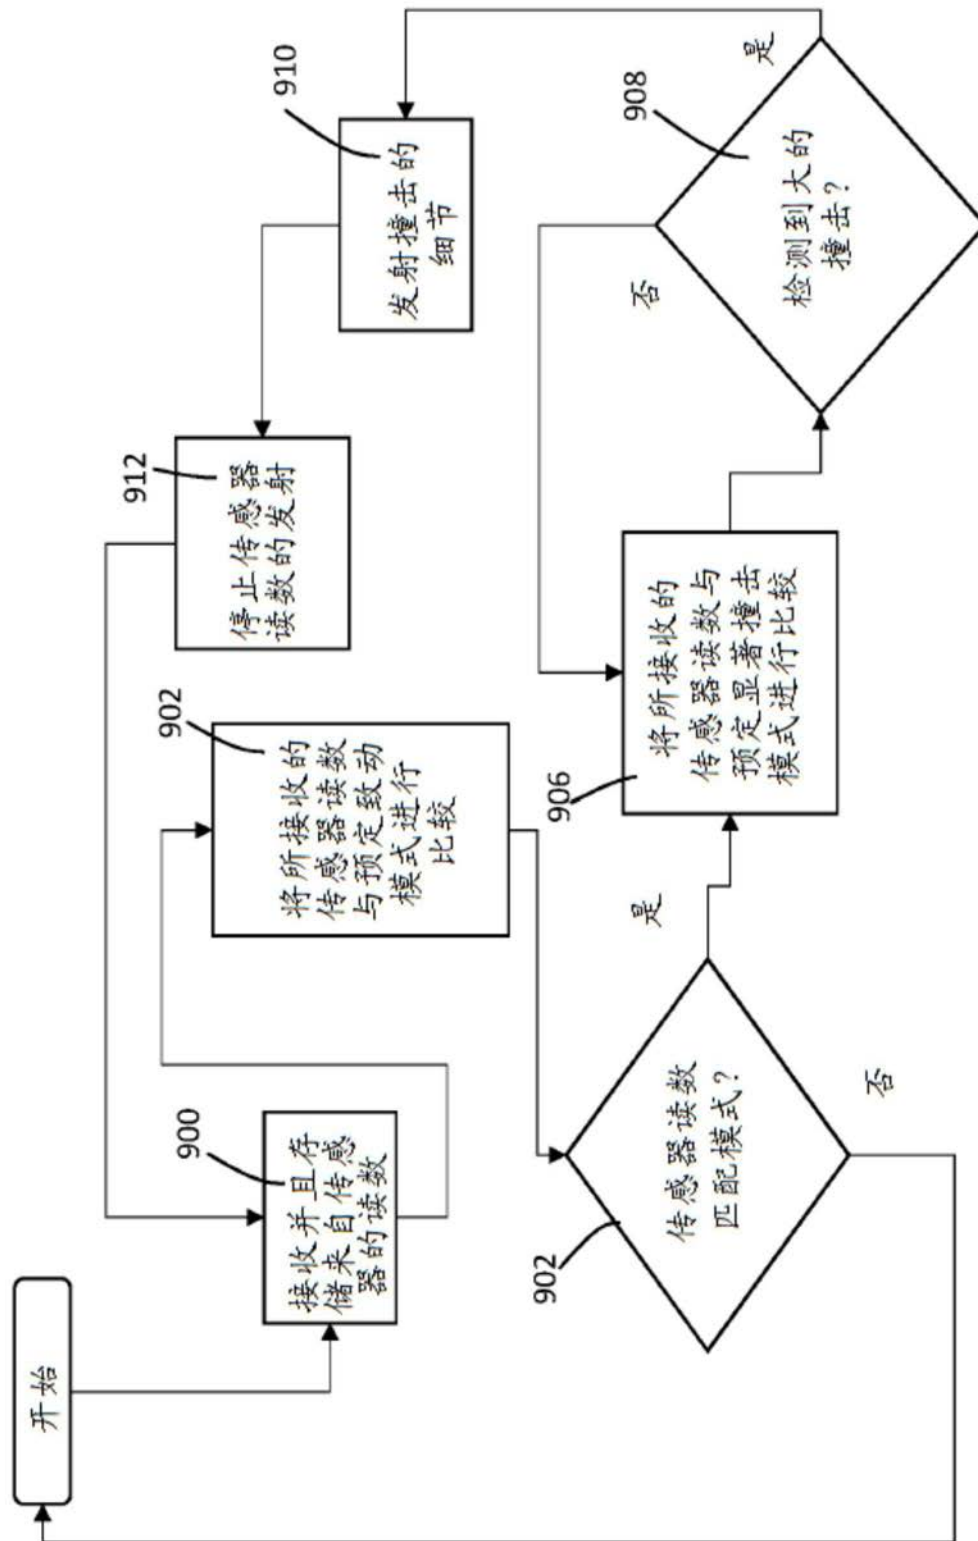 开始
900
接收并且存
储来自传感
器的读数
902
将所接收的
传感器读数
与预定致动
模式进行
比较
902
传感器读数
匹配模式？
否
是
906
将所接收的
传感器读数与
预定显著撞击
模式进行比较
908
检测到大的
撞击？
否
是
910
发射撞击的
细节
912
停止传感器
读数的发射